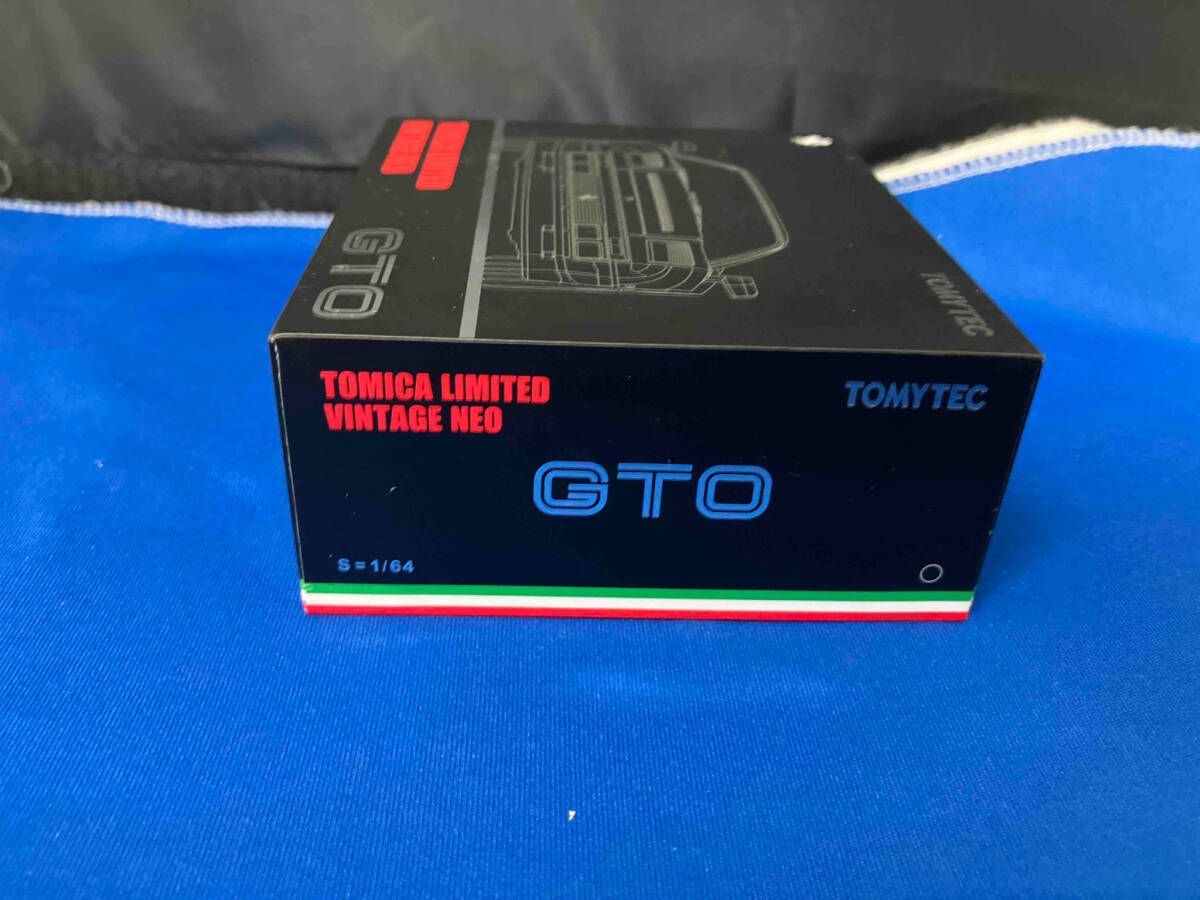 GTO
TOMYTEC
TOMICA LIMITED
VINTAGE NEO
TOMYTEC
GTO
S=1/64